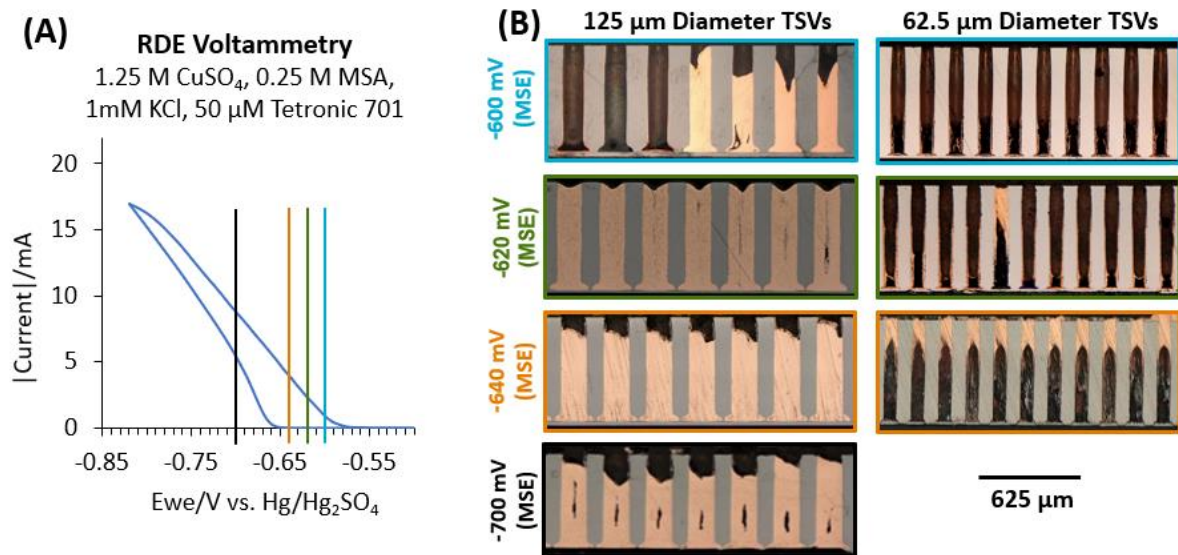 (A)
RDE Voltammetry
1.25 M CuSO₄, 0.25 M MSA,
1mM KCl, 50 µM Tetronic 701
|Current|/mA
20
15
10
5
0
-0.85
-0.75
-0.65
-0.55
Ewe/V vs. Hg/Hg₂SO₄
(B)
125 µm Diameter TSVs
62.5 µm Diameter TSVs
-600 mV
(MSE)
-620 mV
(MSE)
-640 mV
(MSE)
-700 mV
(MSE)
625 µm